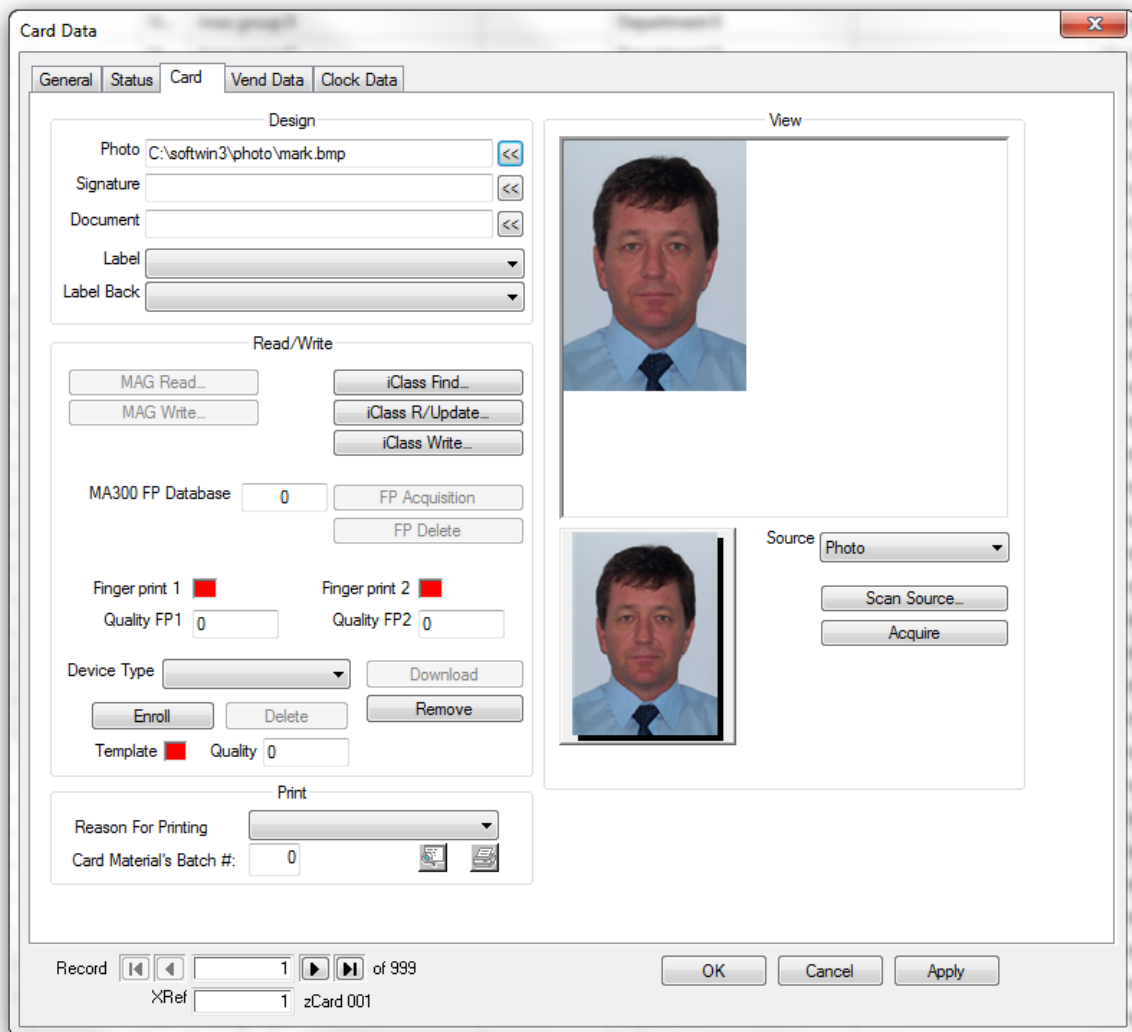 Card Data
General Status Card Vend Data Clock Data
Design
Photo C:\softwin3\photo\mark.bmp <<
Signature <<
Document <<
Label
Label Back
Read/Write
MAG Read... iClass Find...
MAG Write... iClass R/Update...
iClass Write...
MA300 FP Database 0 FP Acquisition
FP Delete
Finger print 1 Finger print 2
Quality FP1 0 Quality FP2 0
Device Type Download
Enroll Delete Remove
Template Quality 0
Print
Reason For Printing
Card Material's Batch #: 0
View
Source Photo
Scan Source...
Acquire
Record 1 of 999
XRef 1 zCard 001
OK Cancel Apply